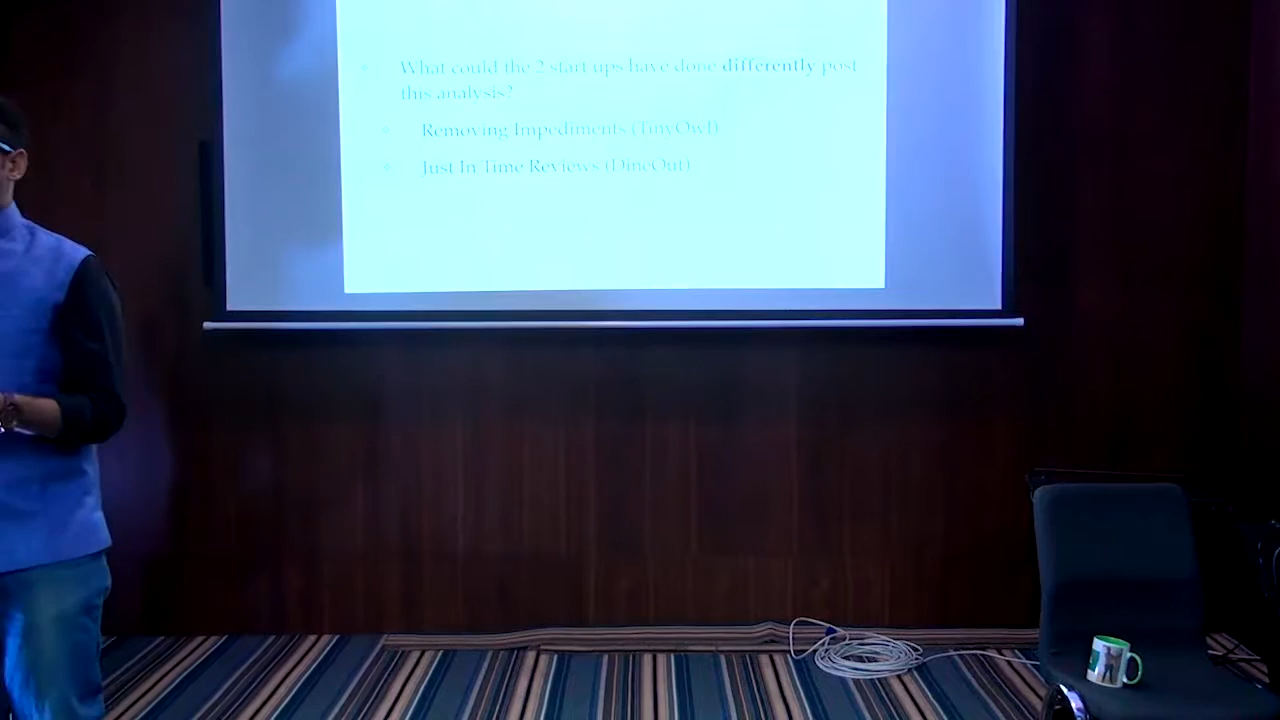 What could the 2 start ups have done differently post
this analysis?
Removing Impediments (TinyOwl)
Just In Time Reviews (DineOut)